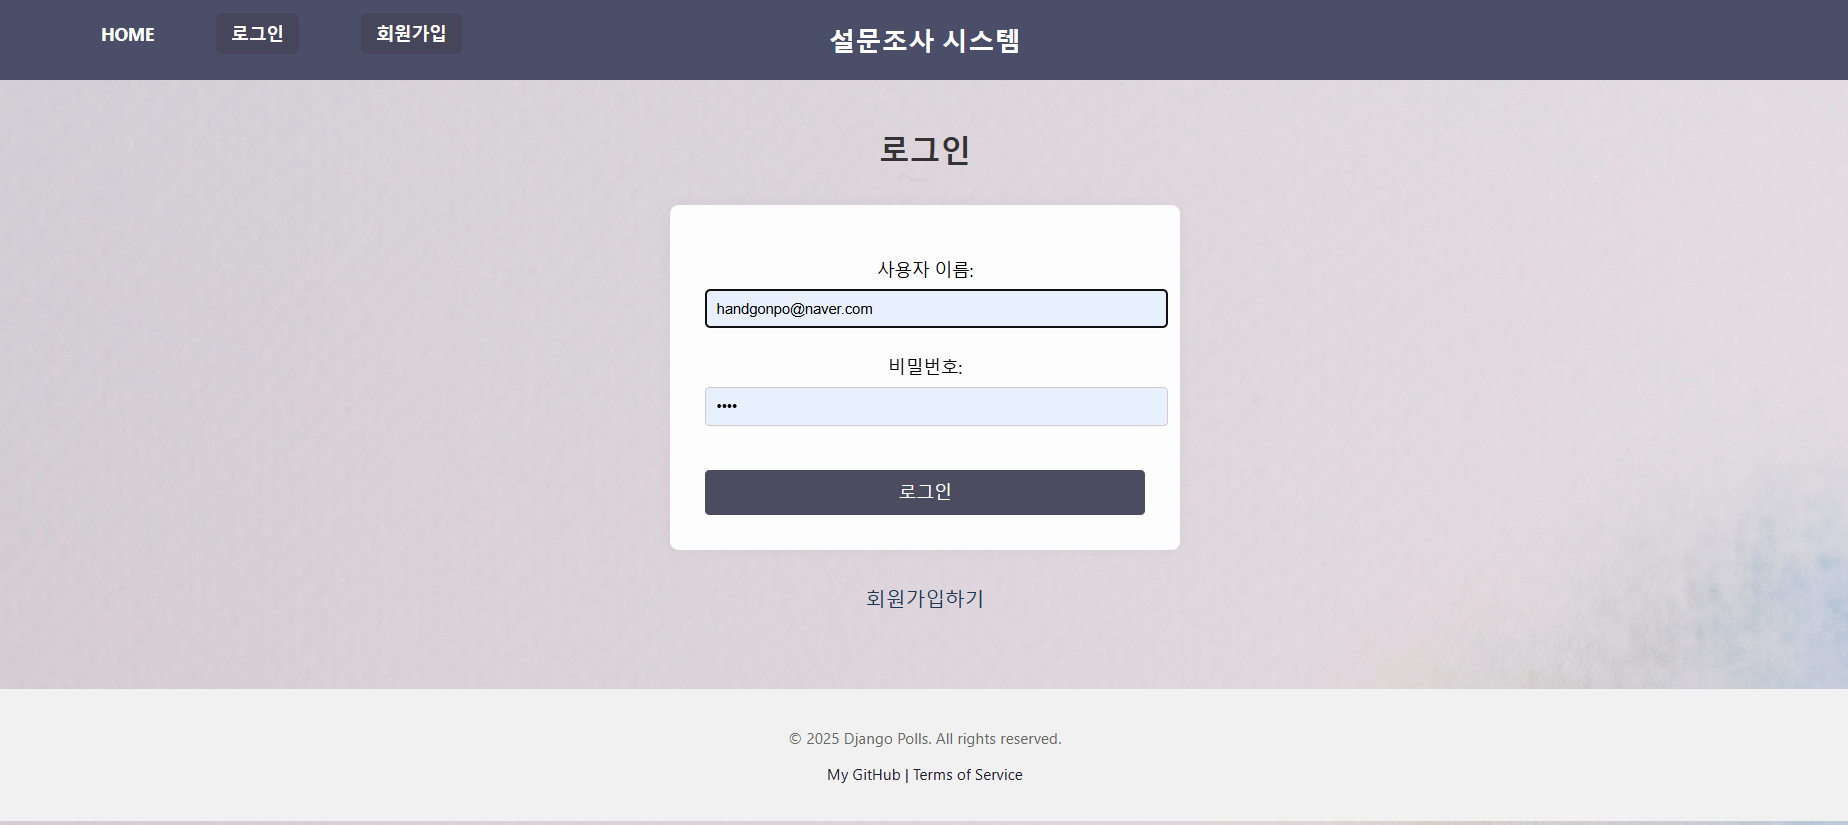 HOME 로그인 회원가입 설문조사 시스템
로그인
사용자 이름:
handgonpo@naver.com
비밀번호:
••••
로그인
회원가입하기
© 2025 Django Polls. All rights reserved.
My GitHub | Terms of Service